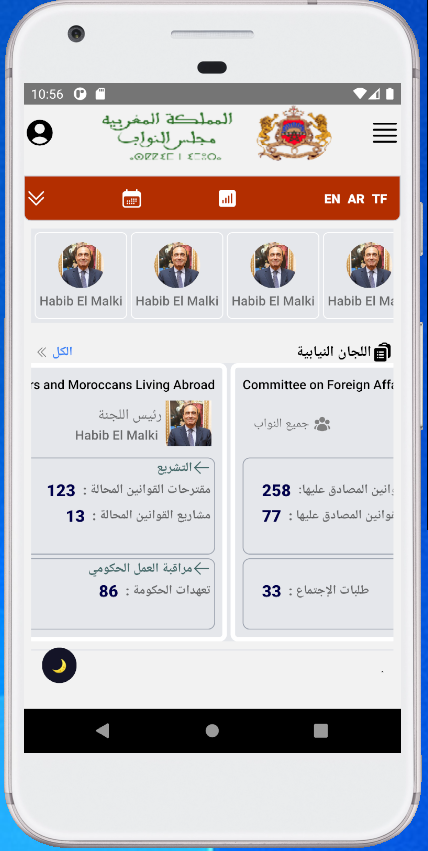 10:56
المملكة المغربية
مجلس النواب
EN AR TF
Habib El Malki
Habib El Malki
Habib El Malki
Habib El Ma
اللجان النيابية
الكل
rs and Moroccans Living Abroad
رئيس اللجنة
Habib El Malki
التشريع
مقترحات القوانين المحالة : 123
مشاريع القوانين المحالة : 13
مراقبة العمل الحكومي
تعهدات الحكومة : 86
Committee on Foreign Affa
جميع النواب
وانين المصادق عليها: 258
قوانين المصادق عليها : 77
طلبات الإجتماع : 33
.